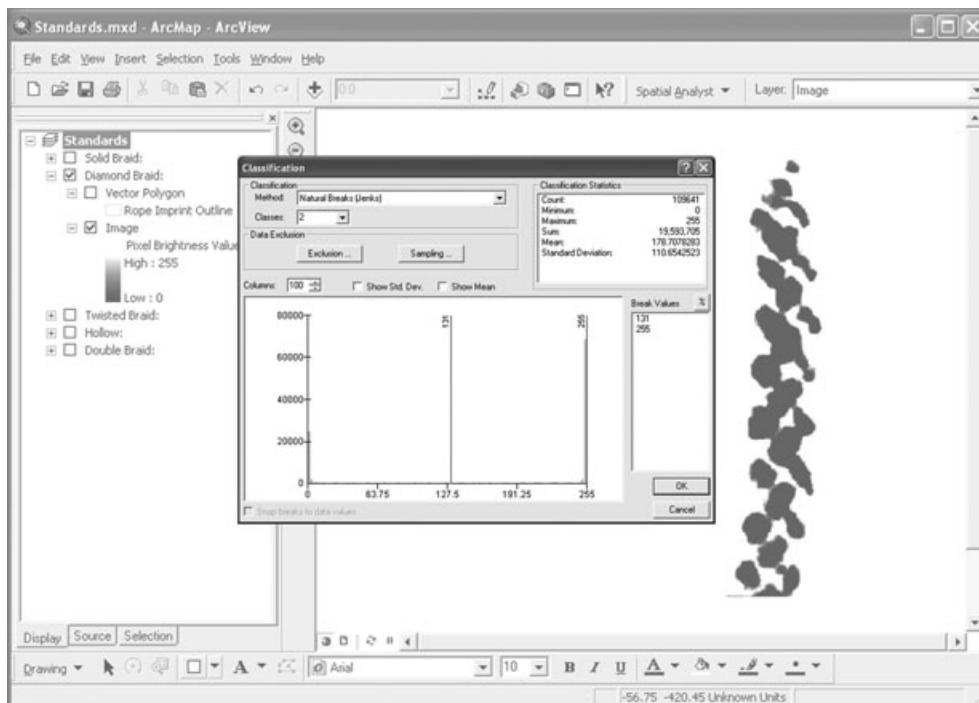 Standards.mxd - ArcMap - ArcView
File Edit View Insert Selection Tools Window Help
0:0
Spatial Analyst
Layer: Image
Standards
Solid Braid:
Diamond Braid:
Vector Polygon
Rope Imprint Outline
Image
Pixel Brightness Value
High : 255
Low : 0
Twisted Braid:
Hollow:
Double Braid:
Classification
Classification
Method: Natural Breaks (Jenks)
Classes: 2
Data Exclusion
Exclusion ... Sampling ...
Classification Statistics
Count: 109641
Minimum: 0
Maximum: 255
Sum: 19,593,705
Mean: 178.7078283
Standard Deviation: 110.6542523
Columns: 100 Show Std. Dev. Show Mean
Break Values %
131
255
80000
60000
40000
20000
0
131
255
0 63.75 127.5 191.25 255
Snap breaks to data values
OK
Cancel
Display Source Selection
Drawing A Arial 10 B I U A
-56.75 -420.45 Unknown Units